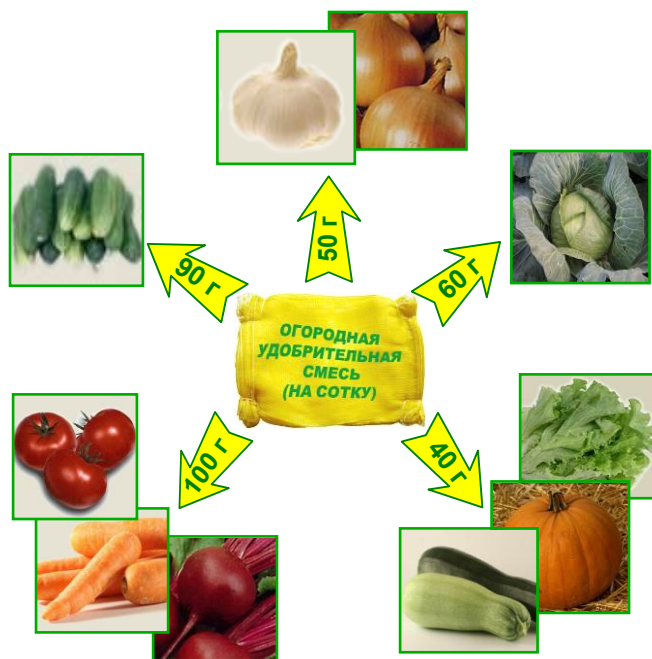 50 г
90 г
60 г
ОГОРОДНАЯ
УДОБРИТЕЛЬНАЯ
СМЕСЬ
(НА СОТКУ)
100 г
40 г